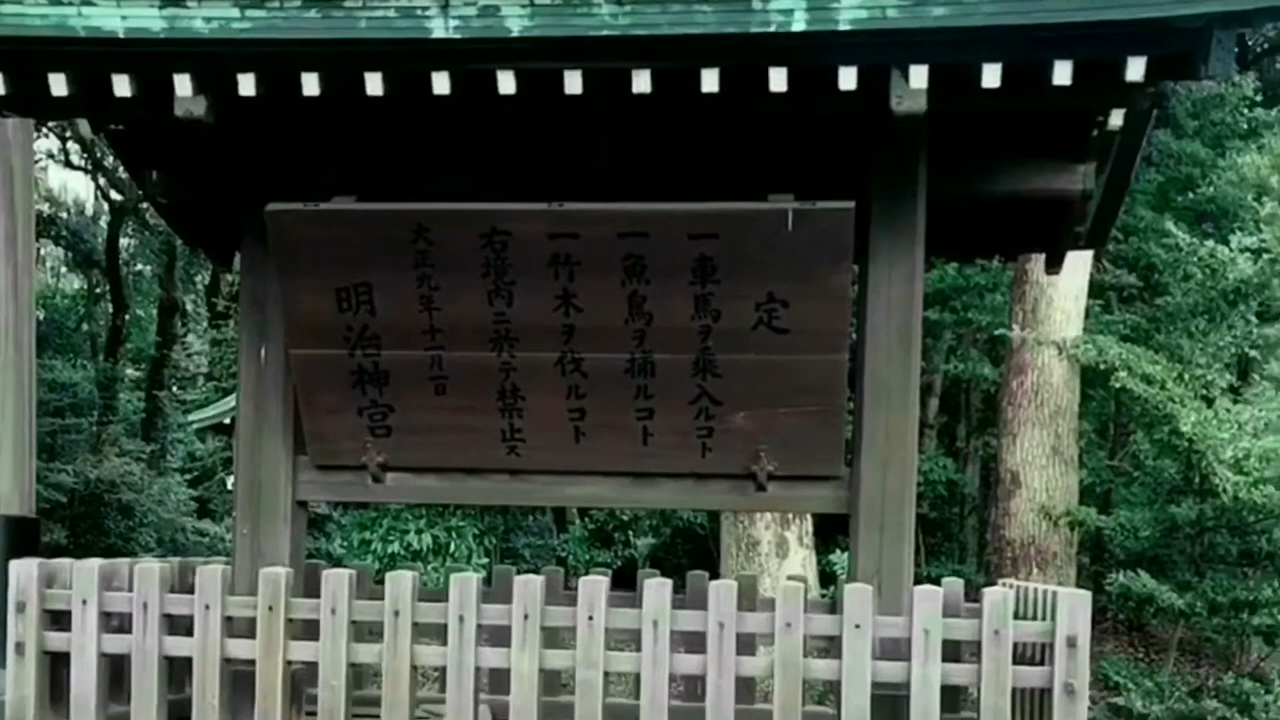 定
一車馬ヲ乗入ルコト
一魚鳥ヲ捕ルコト
一竹木ヲ伐ルコト
右境内ニ於テ禁止ス
大正九年十一月一日
明治神宮